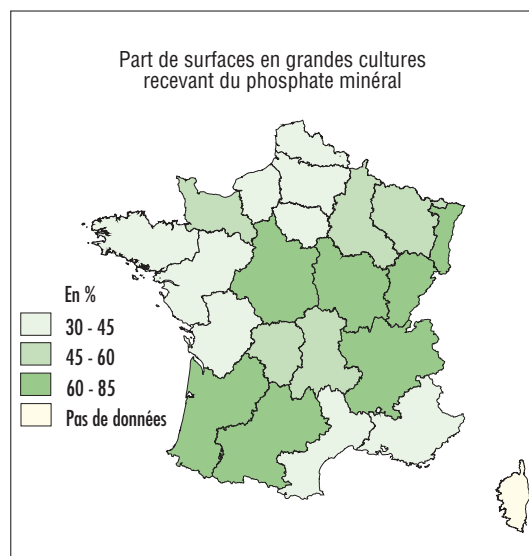 Part de surfaces en grandes cultures
recevant du phosphate minéral
En %
30 - 45
45 - 60
60 - 85
Pas de données